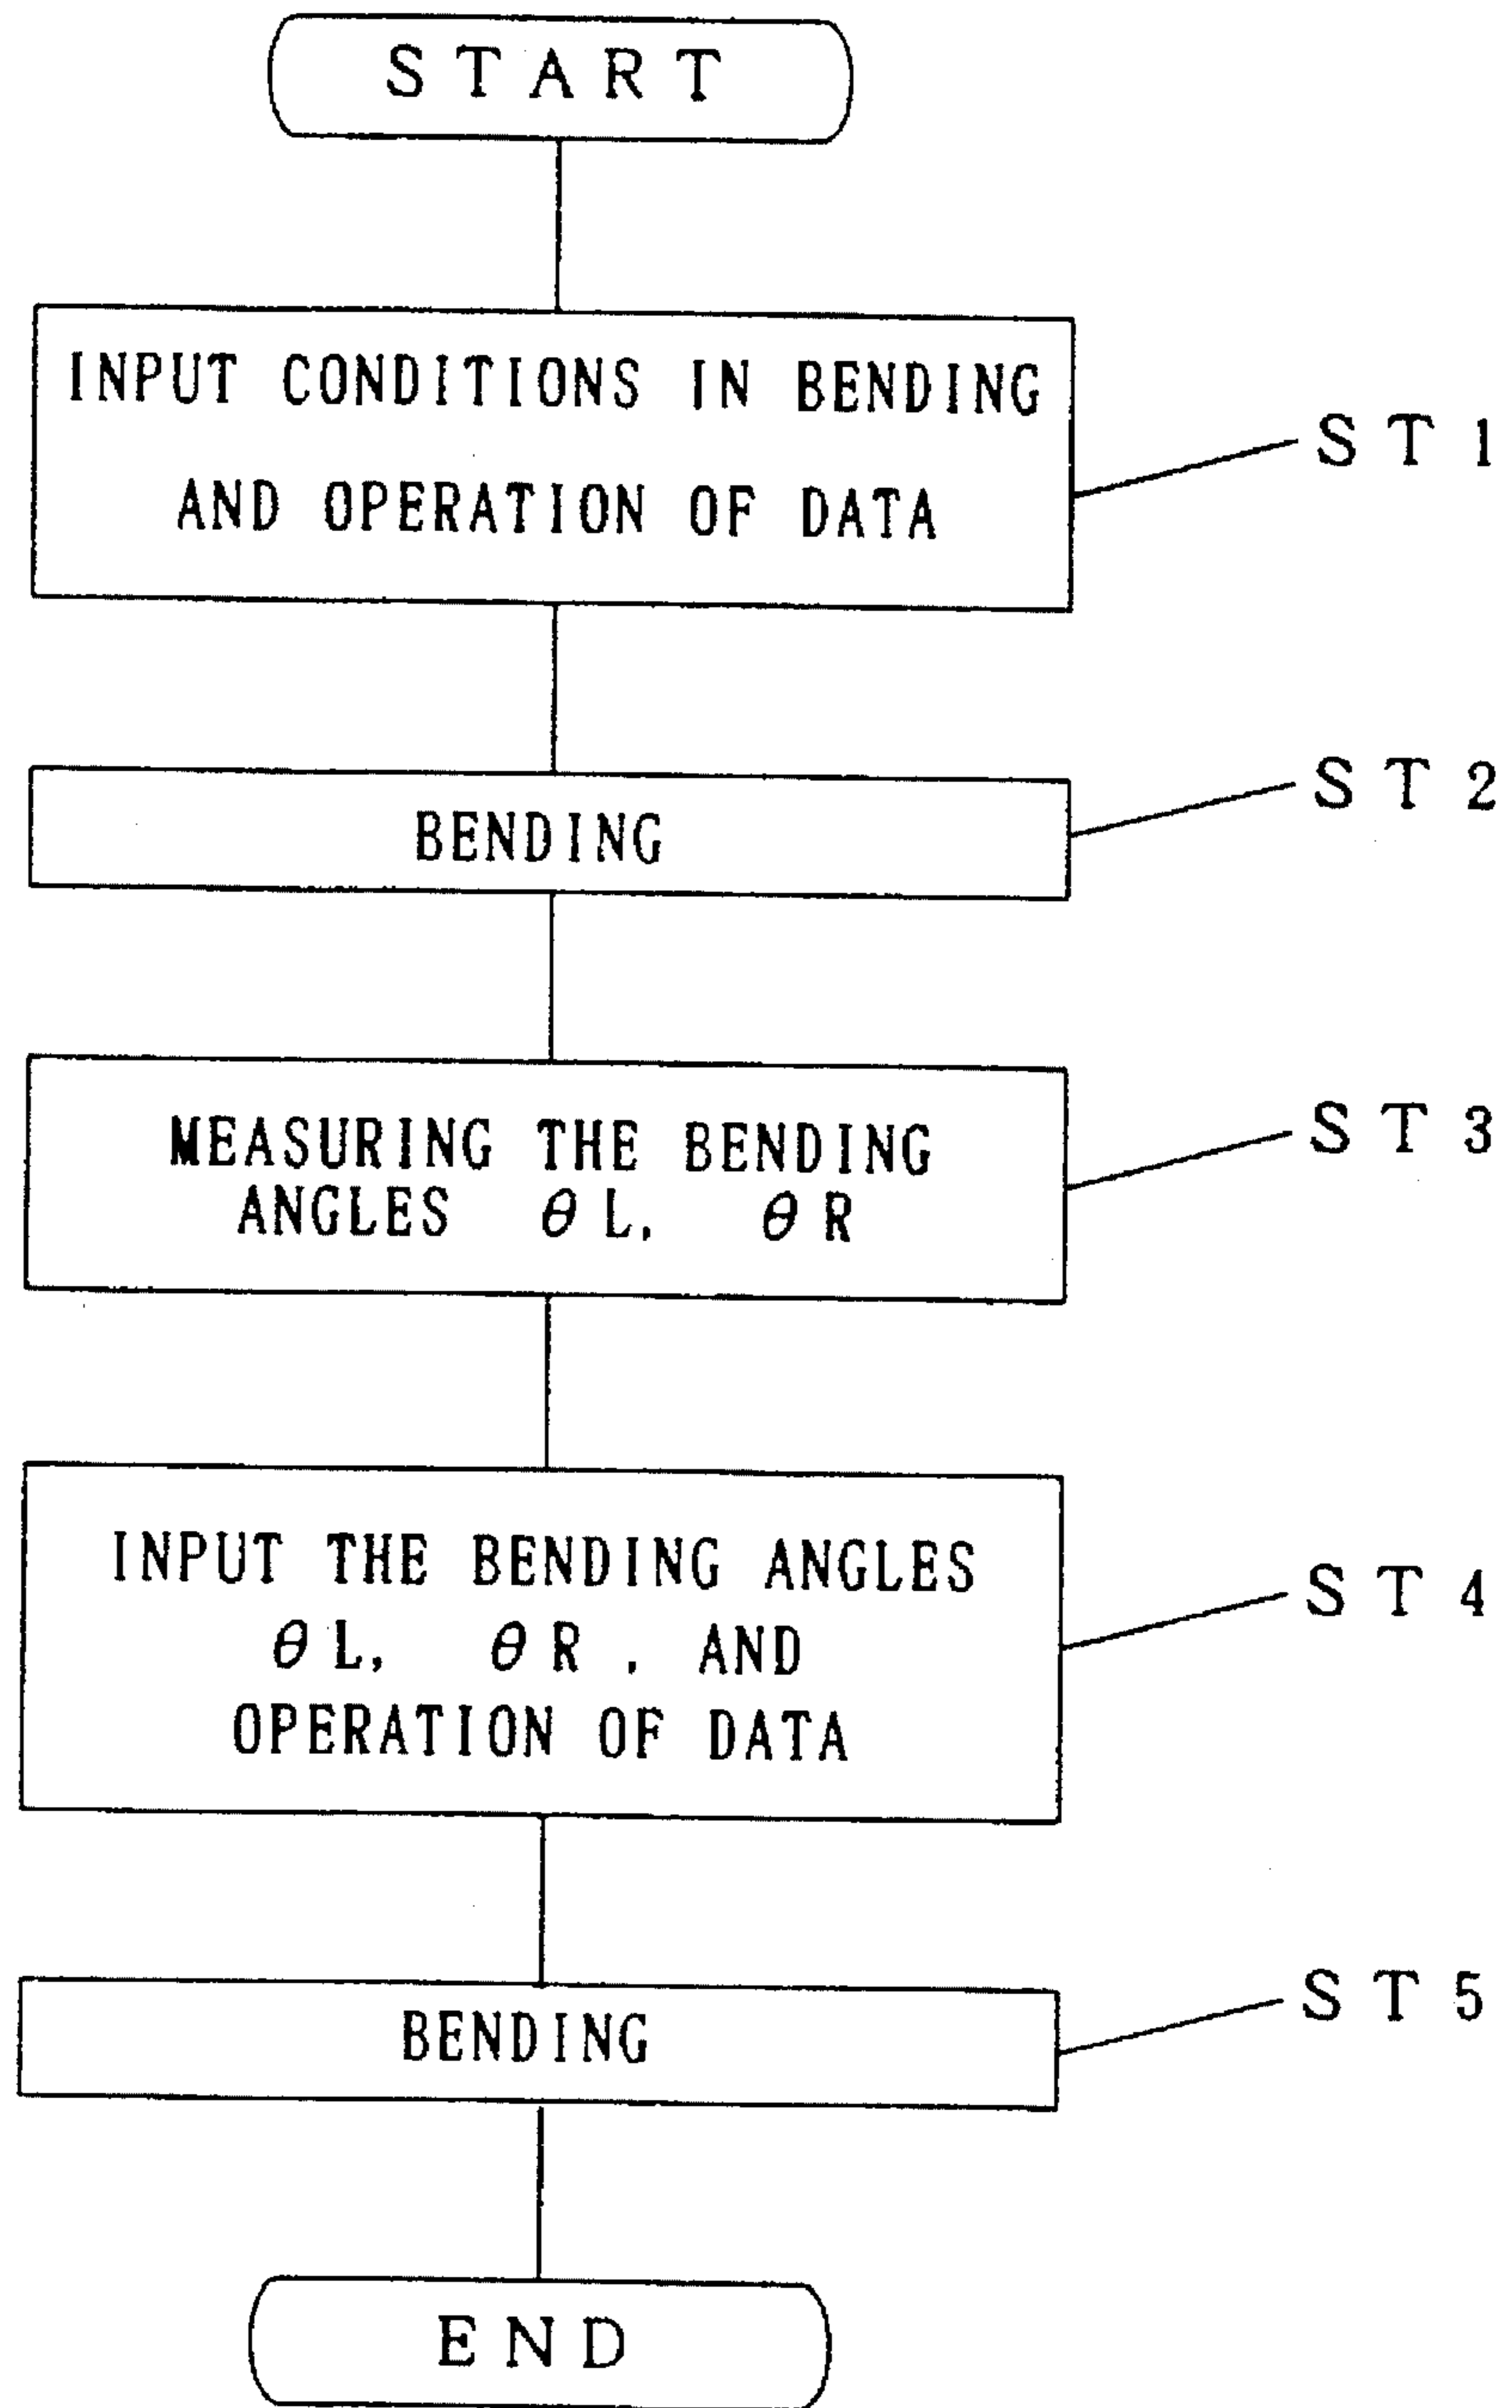 START
INPUT CONDITIONS IN BENDING
AND OPERATION OF DATA
ST1
BENDING
ST2
MEASURING THE BENDING
ANGLES θL, θR
ST3
INPUT THE BENDING ANGLES
θL, θR, AND
OPERATION OF DATA
ST4
BENDING
ST5
END